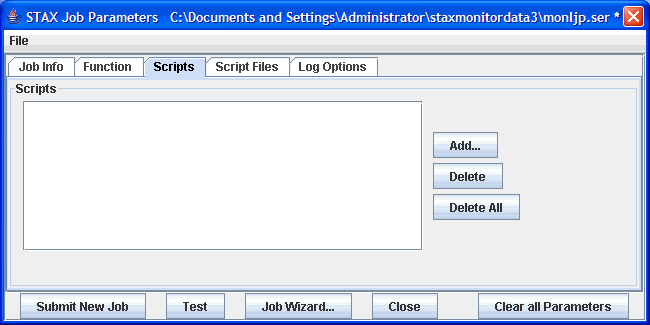 STAX Job Parameters C:\Documents and Settings\Administrator\staxmonitordata3\monljp.ser *
File
Job Info Function Scripts Script Files Log Options
Scripts
Add...
Delete
Delete All
Submit New Job Test Job Wizard... Close Clear all Parameters